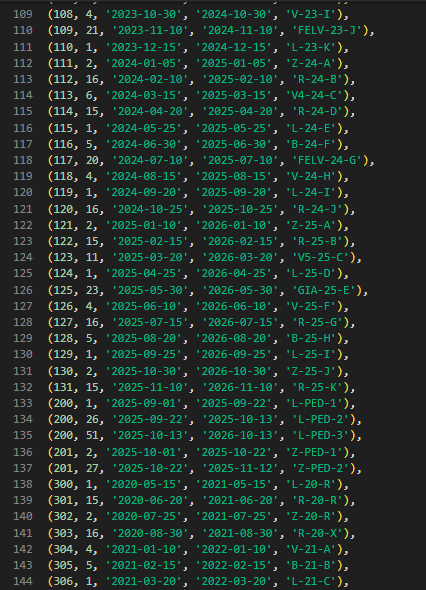 109 (108, 4, '2023-10-30', '2024-10-30', 'V-23-I'),
110 (109, 21, '2023-11-10', '2024-11-10', 'FELV-23-J'),
111 (110, 1, '2023-12-15', '2024-12-15', 'L-23-K'),
112 (111, 2, '2024-01-05', '2025-01-05', 'Z-24-A'),
113 (112, 16, '2024-02-10', '2025-02-10', 'R-24-B'),
114 (113, 6, '2024-03-15', '2025-03-15', 'V4-24-C'),
115 (114, 15, '2024-04-20', '2025-04-20', 'R-24-D'),
116 (115, 1, '2024-05-25', '2025-05-25', 'L-24-E'),
117 (116, 5, '2024-06-30', '2025-06-30', 'B-24-F'),
118 (117, 20, '2024-07-10', '2025-07-10', 'FELV-24-G'),
119 (118, 4, '2024-08-15', '2025-08-15', 'V-24-H'),
120 (119, 1, '2024-09-20', '2025-09-20', 'L-24-I'),
121 (120, 16, '2024-10-25', '2025-10-25', 'R-24-J'),
122 (121, 2, '2025-01-10', '2026-01-10', 'Z-25-A'),
123 (122, 15, '2025-02-15', '2026-02-15', 'R-25-B'),
124 (123, 11, '2025-03-20', '2026-03-20', 'V5-25-C'),
125 (124, 1, '2025-04-25', '2026-04-25', 'L-25-D'),
126 (125, 23, '2025-05-30', '2026-05-30', 'GIA-25-E'),
127 (126, 4, '2025-06-10', '2026-06-10', 'V-25-F'),
128 (127, 16, '2025-07-15', '2026-07-15', 'R-25-G'),
129 (128, 5, '2025-08-20', '2026-08-20', 'B-25-H'),
130 (129, 1, '2025-09-25', '2026-09-25', 'L-25-I'),
131 (130, 2, '2025-10-30', '2026-10-30', 'Z-25-J'),
132 (131, 15, '2025-11-10', '2026-11-10', 'R-25-K'),
133 (200, 1, '2025-09-01', '2025-09-22', 'L-PED-1'),
134 (200, 26, '2025-09-22', '2025-10-13', 'L-PED-2'),
135 (200, 51, '2025-10-13', '2026-10-13', 'L-PED-3'),
136 (201, 2, '2025-10-01', '2025-10-22', 'Z-PED-1'),
137 (201, 27, '2025-10-22', '2025-11-12', 'Z-PED-2'),
138 (300, 1, '2020-05-15', '2021-05-15', 'L-20-R'),
139 (301, 15, '2020-06-20', '2021-06-20', 'R-20-R'),
140 (302, 2, '2020-07-25', '2021-07-25', 'Z-20-R'),
141 (303, 16, '2020-08-30', '2021-08-30', 'R-20-X'),
142 (304, 4, '2021-01-10', '2022-01-10', 'V-21-A'),
143 (305, 5, '2021-02-15', '2022-02-15', 'B-21-B'),
144 (306, 1, '2021-03-20', '2022-03-20', 'L-21-C'),